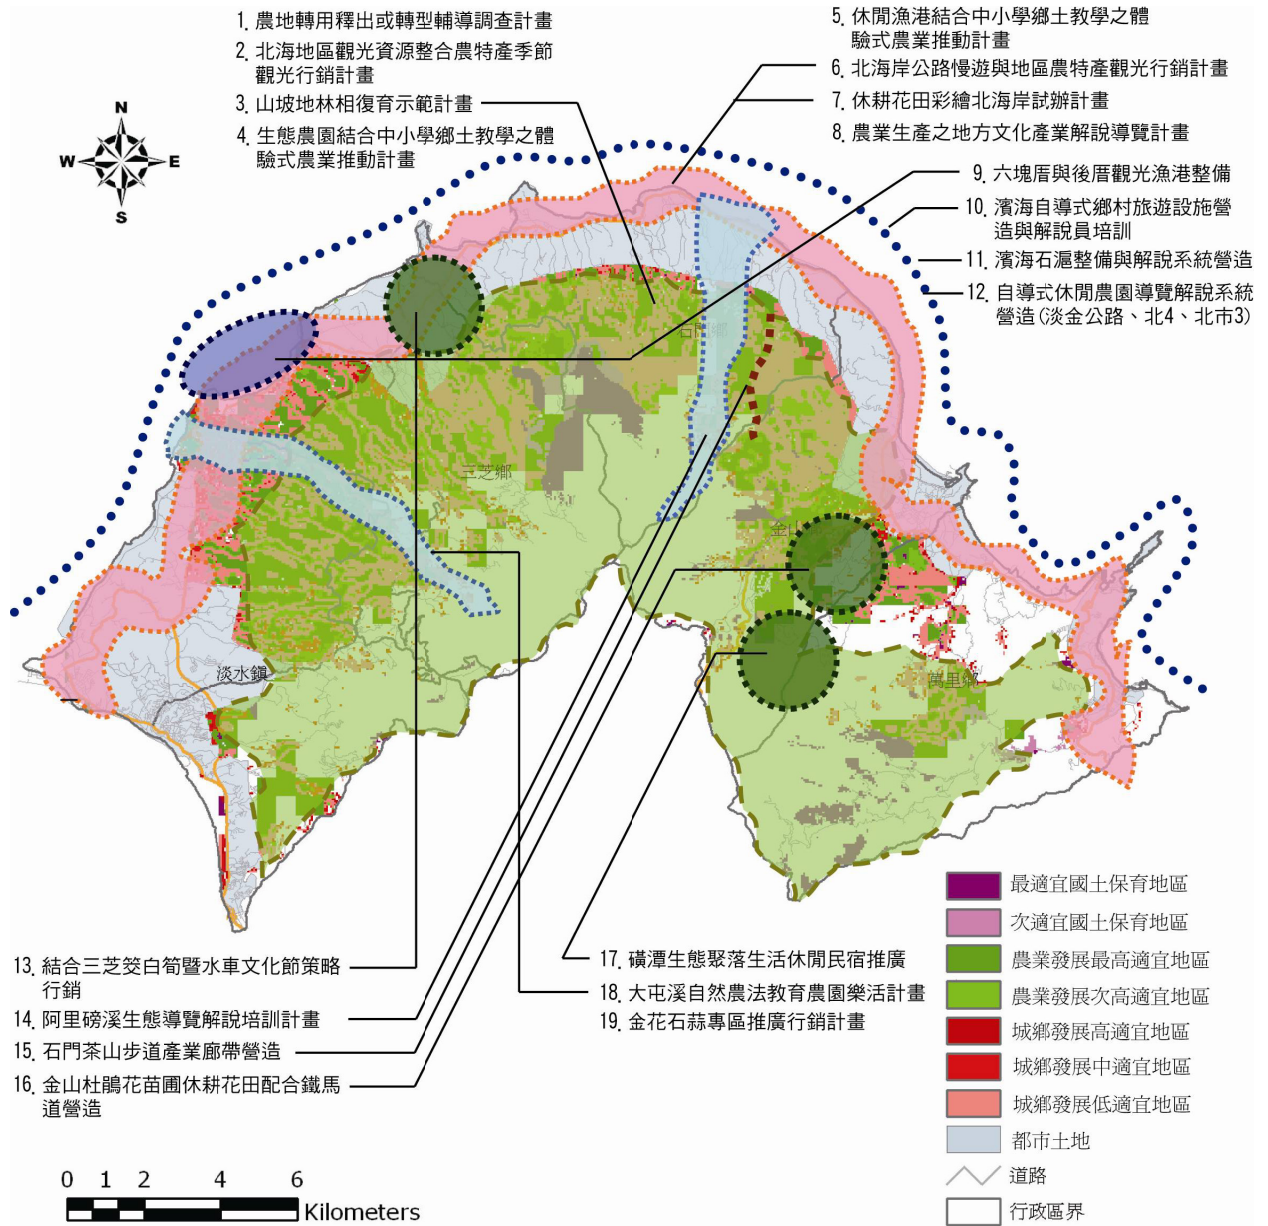 1. 農地轉用釋出或轉型輔導調查計畫
2. 北海地區觀光資源整合農特產季節
觀光行銷計畫
3. 山坡地林相復育示範計畫
4. 生態農園結合中小學鄉土教學之體
驗式農業推動計畫
5. 休閒漁港結合中小學鄉土教學之體
驗式農業推動計畫
6. 北海岸公路慢遊與地區農特產觀光行銷計畫
7. 休耕花田彩繪北海岸試辦計畫
8. 農業生產之地方文化產業解說導覽計畫
9. 六塊厝與後厝觀光漁港整備
10. 濱海自導式鄉村旅遊設施營
造與解說員培訓
11. 濱海石滬整備與解說系統營造
12. 自導式休閒農園導覽解說系統
營造(淡金公路、北4、北市3)
N
W
E
S
石門鄉
三芝鄉
金山
淡水鎮
萬里鄉
13. 結合三芝筊白筍暨水車文化節策略
行銷
14. 阿里磅溪生態導覽解說培訓計畫
15. 石門茶山步道產業廊帶營造
16. 金山杜鵑花苗圃休耕花田配合鐵馬
道營造
17. 磺潭生態聚落生活休閒民宿推廣
18. 大屯溪自然農法教育農園樂活計畫
19. 金花石蒜專區推廣行銷計畫
最適宜國土保育地區
次適宜國土保育地區
農業發展最高適宜地區
農業發展次高適宜地區
城鄉發展高適宜地區
城鄉發展中適宜地區
城鄉發展低適宜地區
都市土地
道路
行政區界
0 1 2 4 6
Kilometers